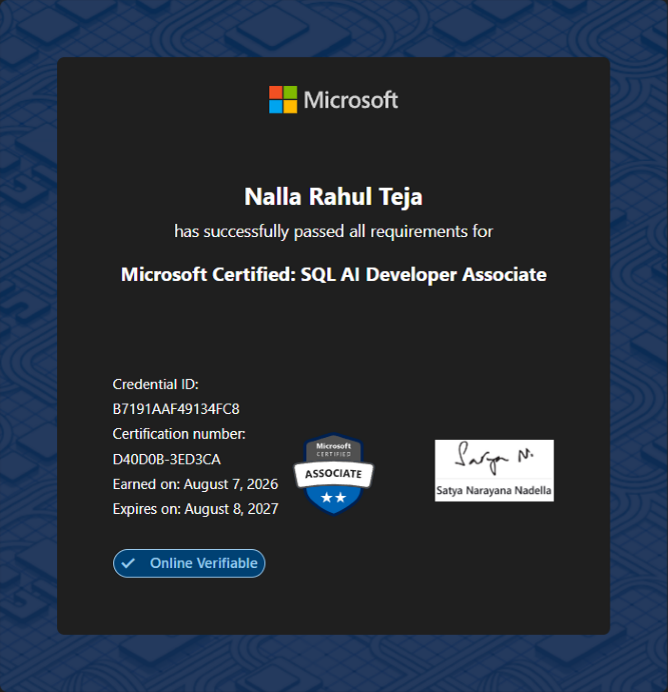 Microsoft
Nalla Rahul Teja
has successfully passed all requirements for
Microsoft Certified: SQL AI Developer Associate
Credential ID:
B7191AAF49134FC8
Certification number:
D40D0B-3ED3CA
Earned on: August 7, 2026
Expires on: August 8, 2027
Microsoft
CERTIFIED
ASSOCIATE
Satya N.
Satya Narayana Nadella
Online Verifiable